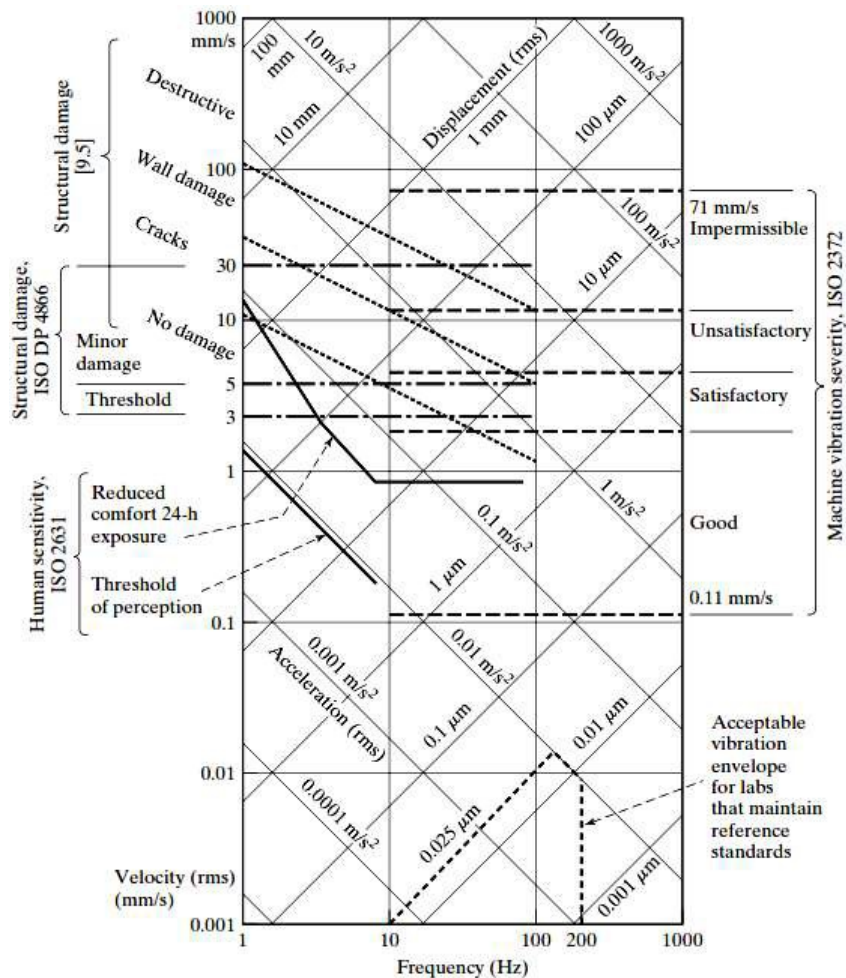 1000
mm/s
100
30
10
5
3
1
0.1
0.01
0.001
Velocity (rms)
(mm/s)
1
10
100
200
1000
Frequency (Hz)
Structural damage
[9.5]
Destructive
Wall damage
Cracks
No damage
Structural damage,
ISO DP 4866
Minor
damage
Threshold
Human sensitivity,
ISO 2631
Reduced
comfort 24-h
exposure
Threshold
of perception
100
mm
10 m/s²
10 mm
Displacement (rms)
1 mm
1000 m/s²
100 μm
100 m/s²
10 μm
1 m/s²
0.1 m/s²
1 μm
0.01 m/s²
0.001 m/s²
Acceleration (rms)
0.1 μm
0.01 μm
0.0001 m/s²
0.025 μm
0.001 μm
71 mm/s
Impermissible
Unsatisfactory
Satisfactory
Good
0.11 mm/s
Machine vibration severity, ISO 2372
Acceptable
vibration
envelope
for labs
that maintain
reference
standards